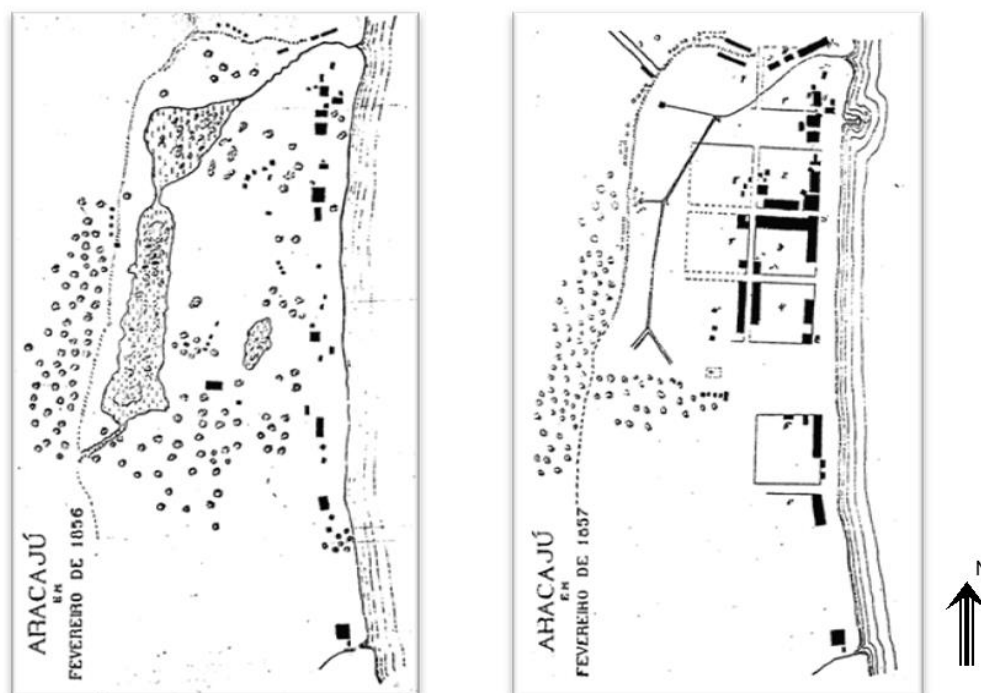 ARACAJÚ
EM
FEVEREIRO DE 1856
ARACAJÚ
EM
FEVEREIRO DE 1857
N